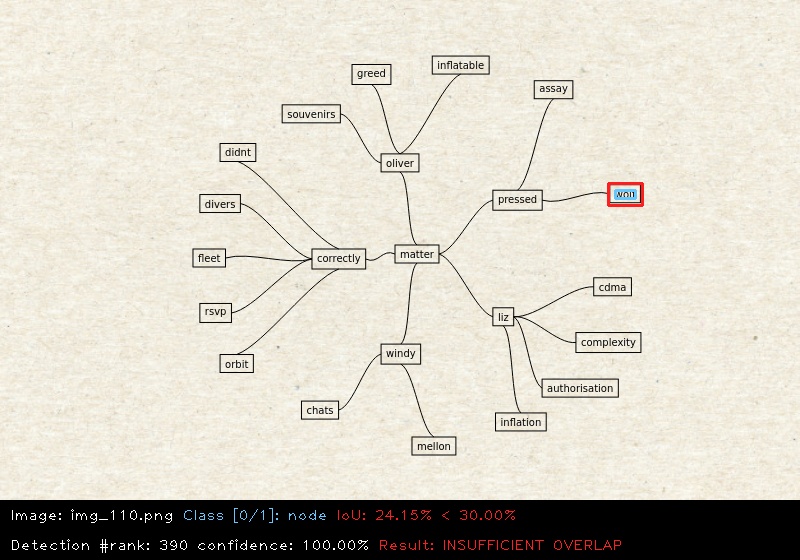 greed
inflatable
assay
souvenirs
didnt
oliver
pressed
divers
correctly
matter
fleet
cdma
rsvp
liz
complexity
windy
orbit
authorisation
chats
inflation
mellon
Image: img_110.png Class [0/1]: node IoU: 24.15% < 30.00%
Detection #rank: 390 confidence: 100.00% Result: INSUFFICIENT OVERLAP